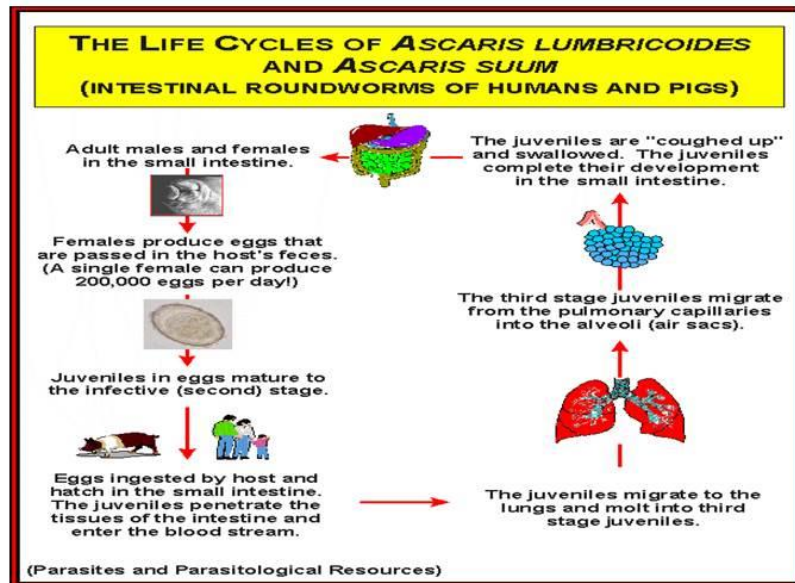 THE LIFE CYCLES OF ASCARIS LUMBRICOIDES
AND ASCARIS SUUM
(INTESTINAL ROUNDWORMS OF HUMANS AND PIGS)
Adult males and females
in the small intestine.
Females produce eggs that
are passed in the host's feces.
(A single female can produce
200,000 eggs per day!)
Juveniles in eggs mature to
the infective (second) stage.
Eggs ingested by host and
hatch in the small intestine.
The juveniles penetrate the
tissues of the intestine and
enter the blood stream.
The juveniles migrate to the
lungs and molt into third
stage juveniles.
The third stage juveniles migrate
from the pulmonary capillaries
into the alveoli (air sacs).
The juveniles are "coughed up"
and swallowed. The juveniles
complete their development
in the small intestine.
(Parasites and Parasitological Resources)